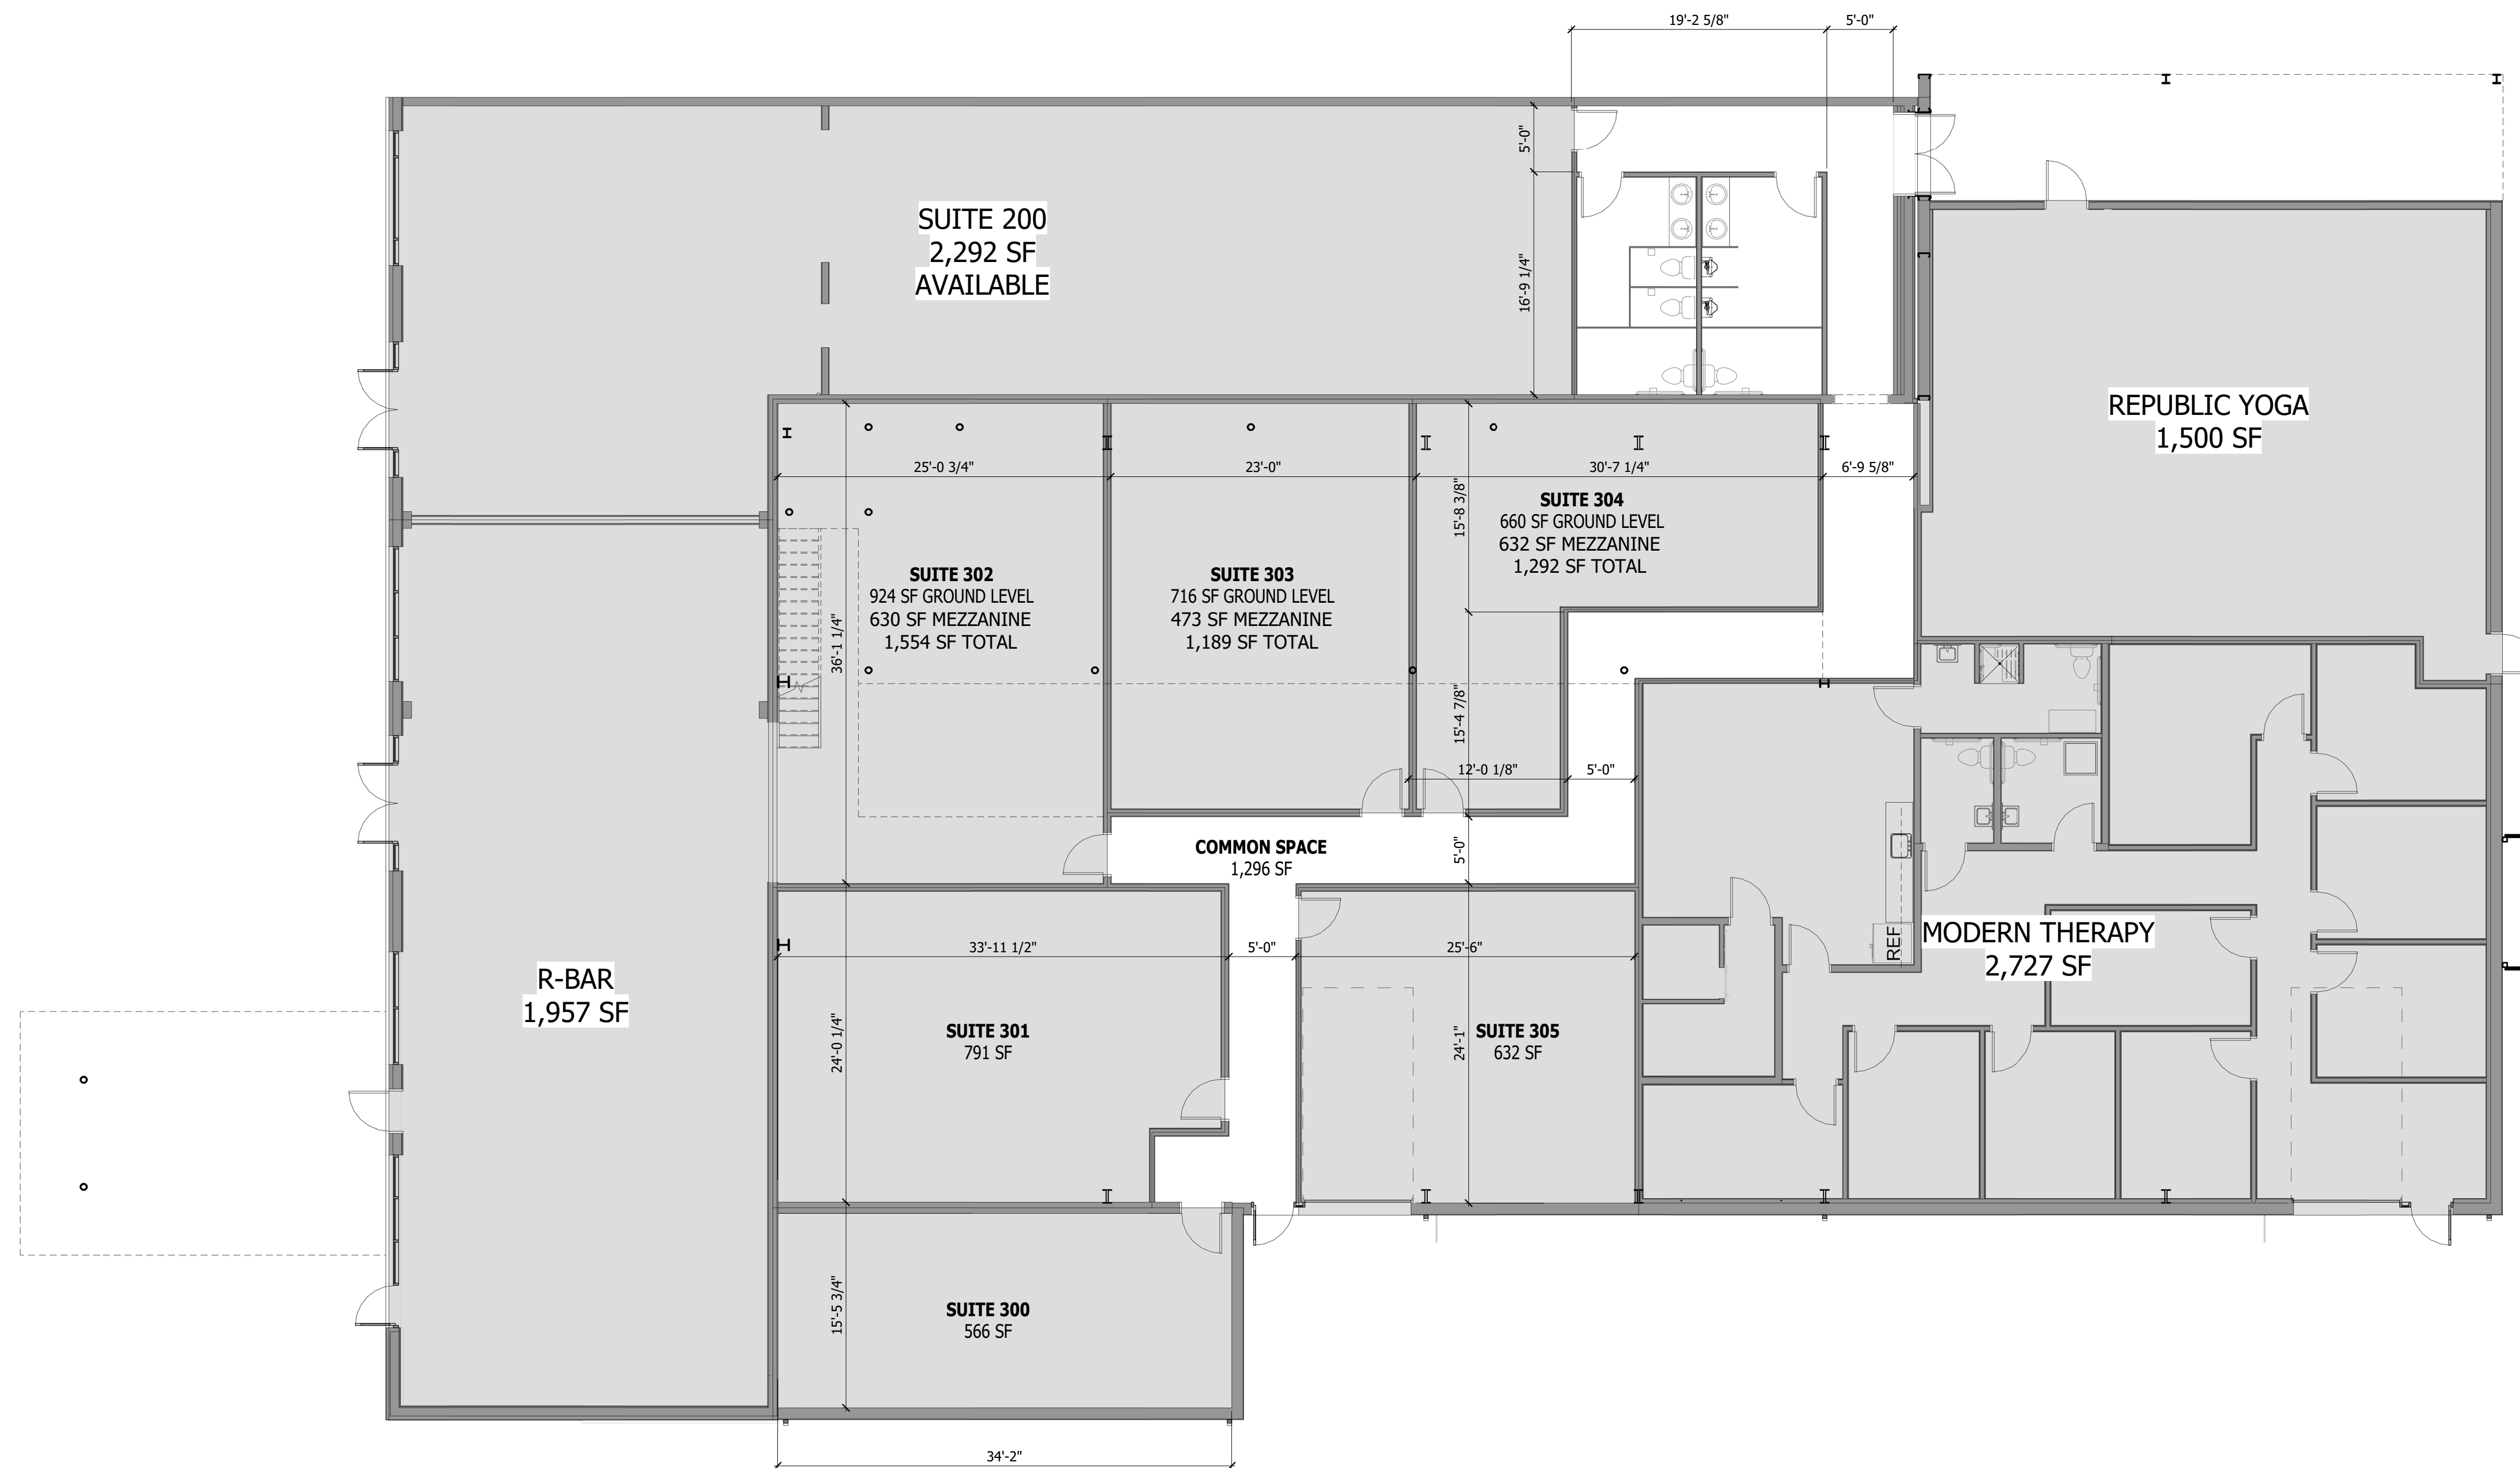 19'-2 5/8"
5'-0"
5'-0"
SUITE 200
2,292 SF
AVAILABLE
16'-9 1/4"
REPUBLIC YOGA
1,500 SF
25'-0 3/4"
23'-0"
30'-7 1/4"
6'-9 5/8"
15'-8 3/8"
SUITE 304
660 SF GROUND LEVEL
632 SF MEZZANINE
1,292 SF TOTAL
SUITE 302
924 SF GROUND LEVEL
630 SF MEZZANINE
1,554 SF TOTAL
36'-1 1/4"
SUITE 303
716 SF GROUND LEVEL
473 SF MEZZANINE
1,189 SF TOTAL
15'-4 7/8"
12'-0 1/8"
5'-0"
COMMON SPACE
1,296 SF
5'-0"
33'-11 1/2"
5'-0"
25'-6"
REF
MODERN THERAPY
2,727 SF
R-BAR
1,957 SF
24'-0 1/4"
SUITE 301
791 SF
24'-1"
SUITE 305
632 SF
15'-5 3/4"
SUITE 300
566 SF
34'-2"